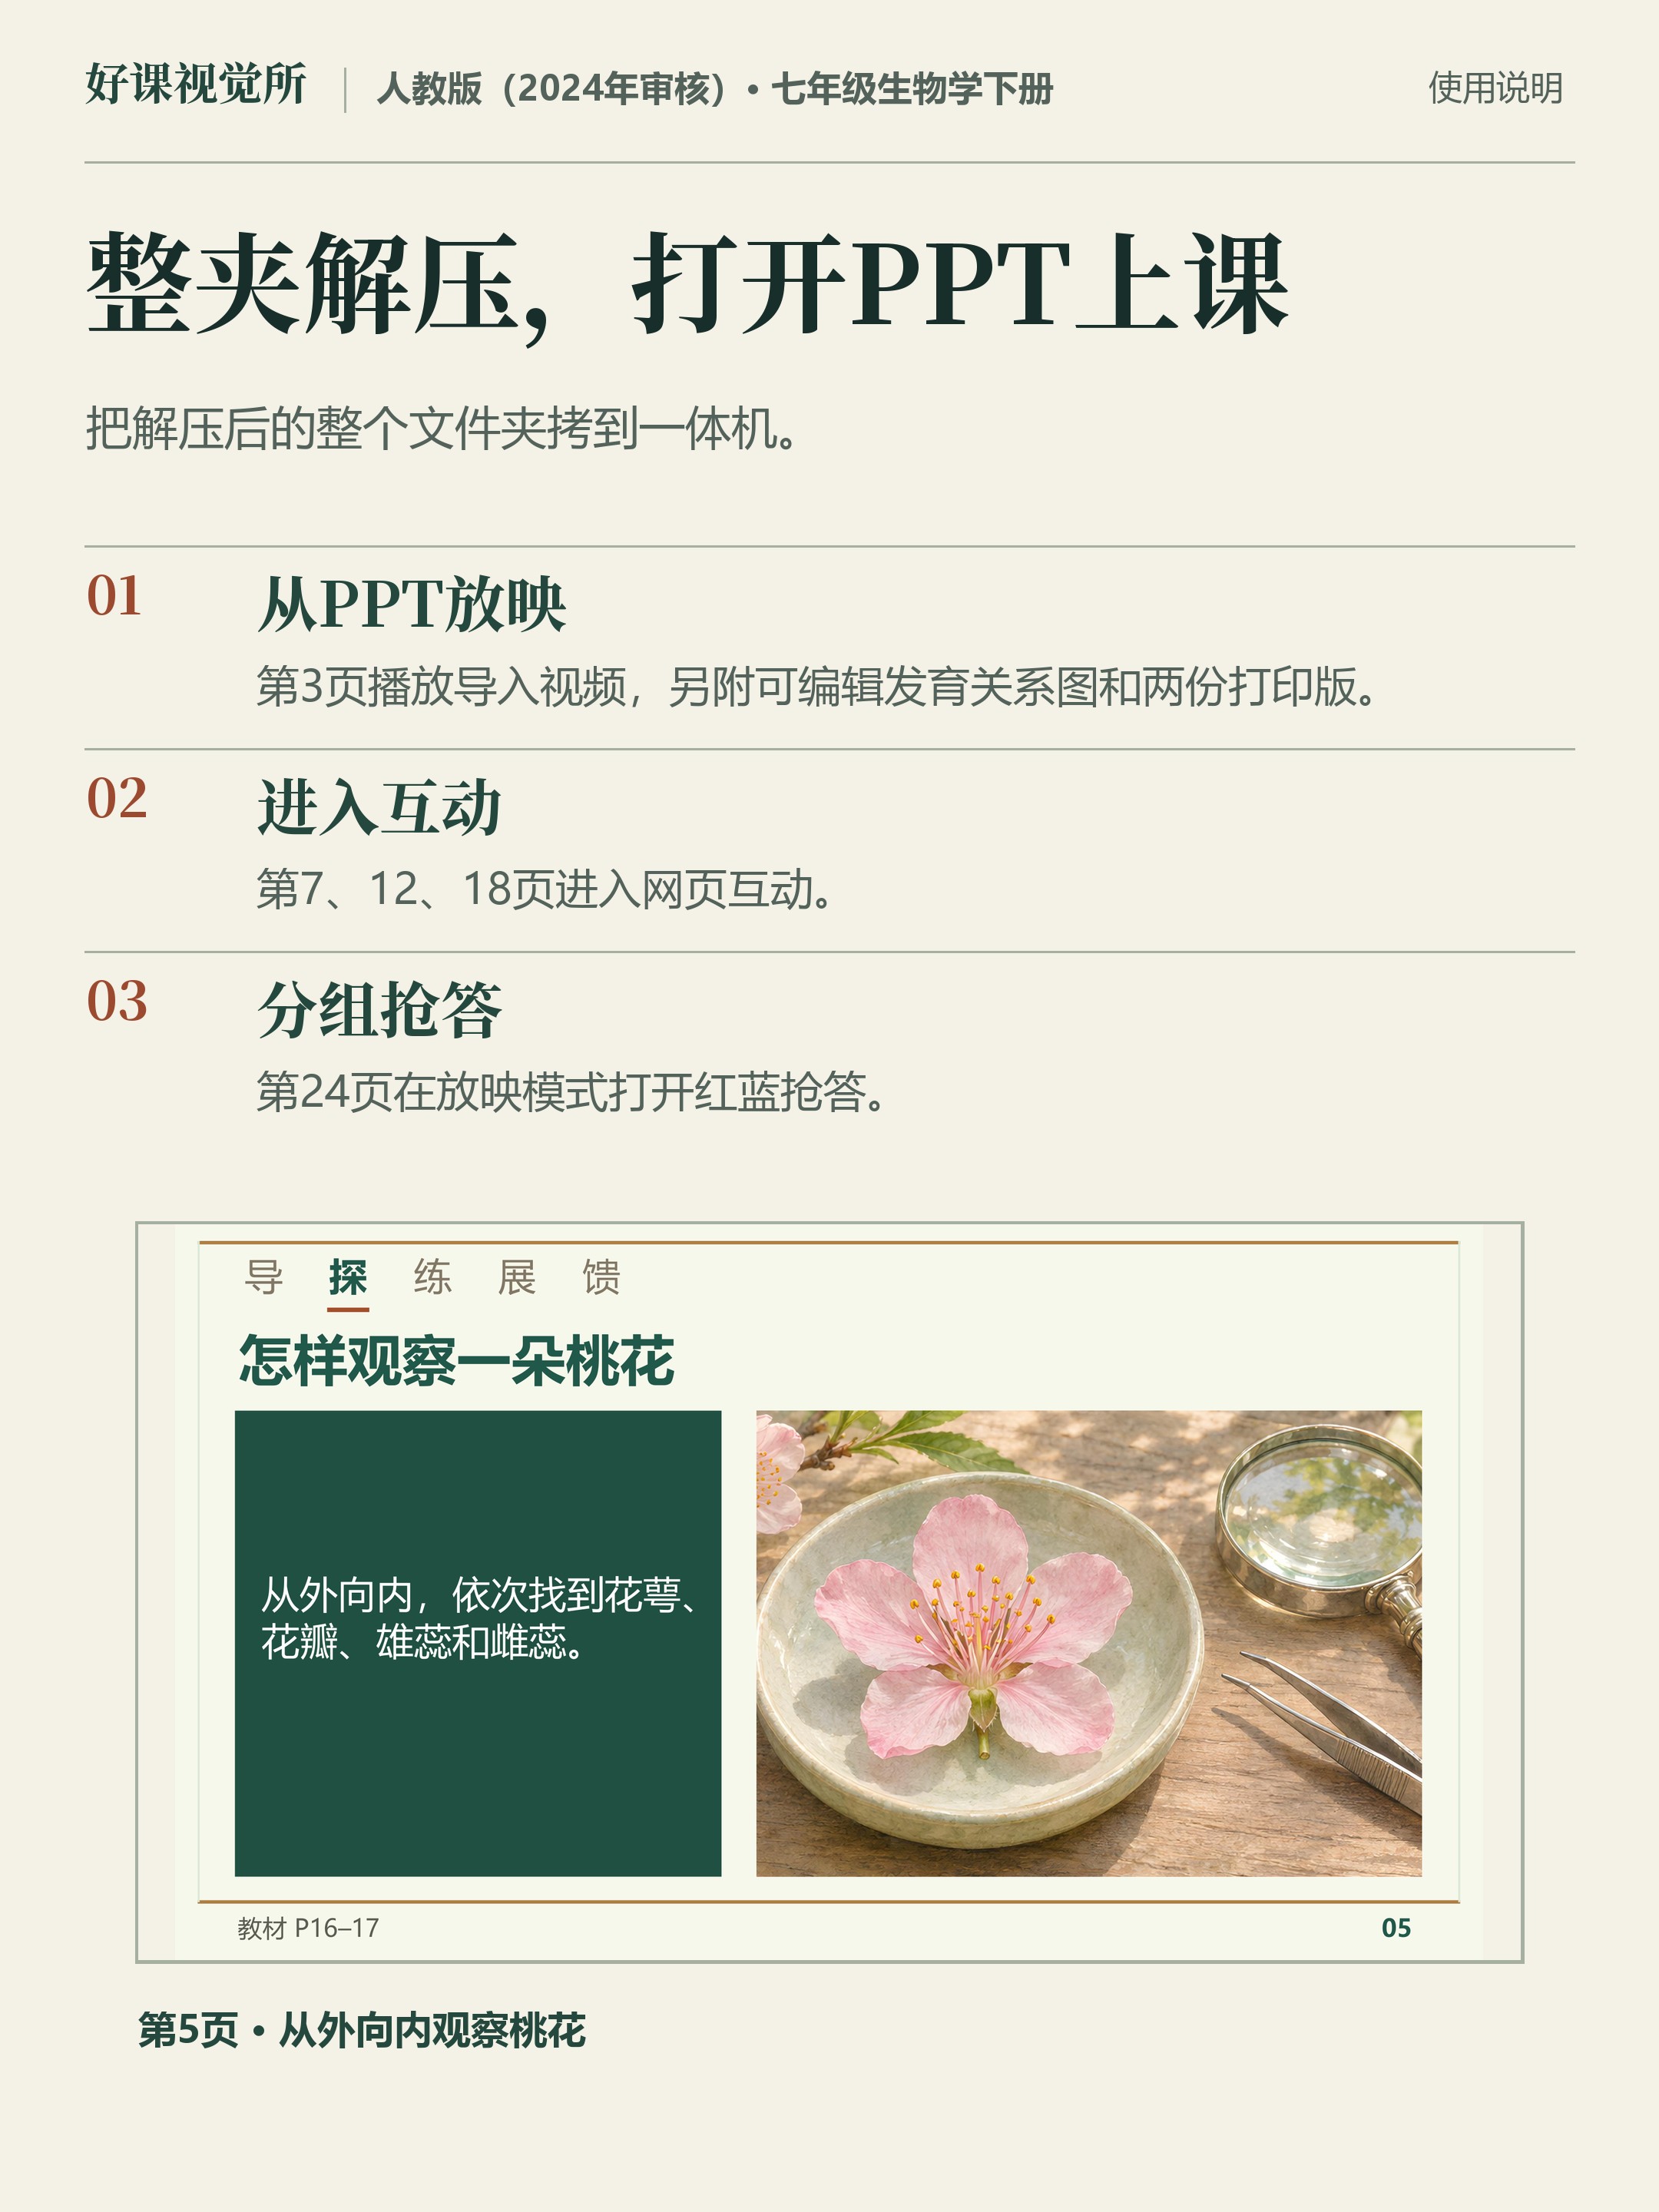 好课视觉所 人教版（2024年审核）·七年级生物学下册 使用说明
整夹解压，打开PPT上课
把解压后的整个文件夹拷到一体机。
01 从PPT放映
第3页播放导入视频，另附可编辑发育关系图和两份打印版。
02 进入互动
第7、12、18页进入网页互动。
03 分组抢答
第24页在放映模式打开红蓝抢答。
导 探 练 展 馈
怎样观察一朵桃花
从外向内，依次找到花萼、
花瓣、雄蕊和雌蕊。
教材 P16–17 05
第5页·从外向内观察桃花